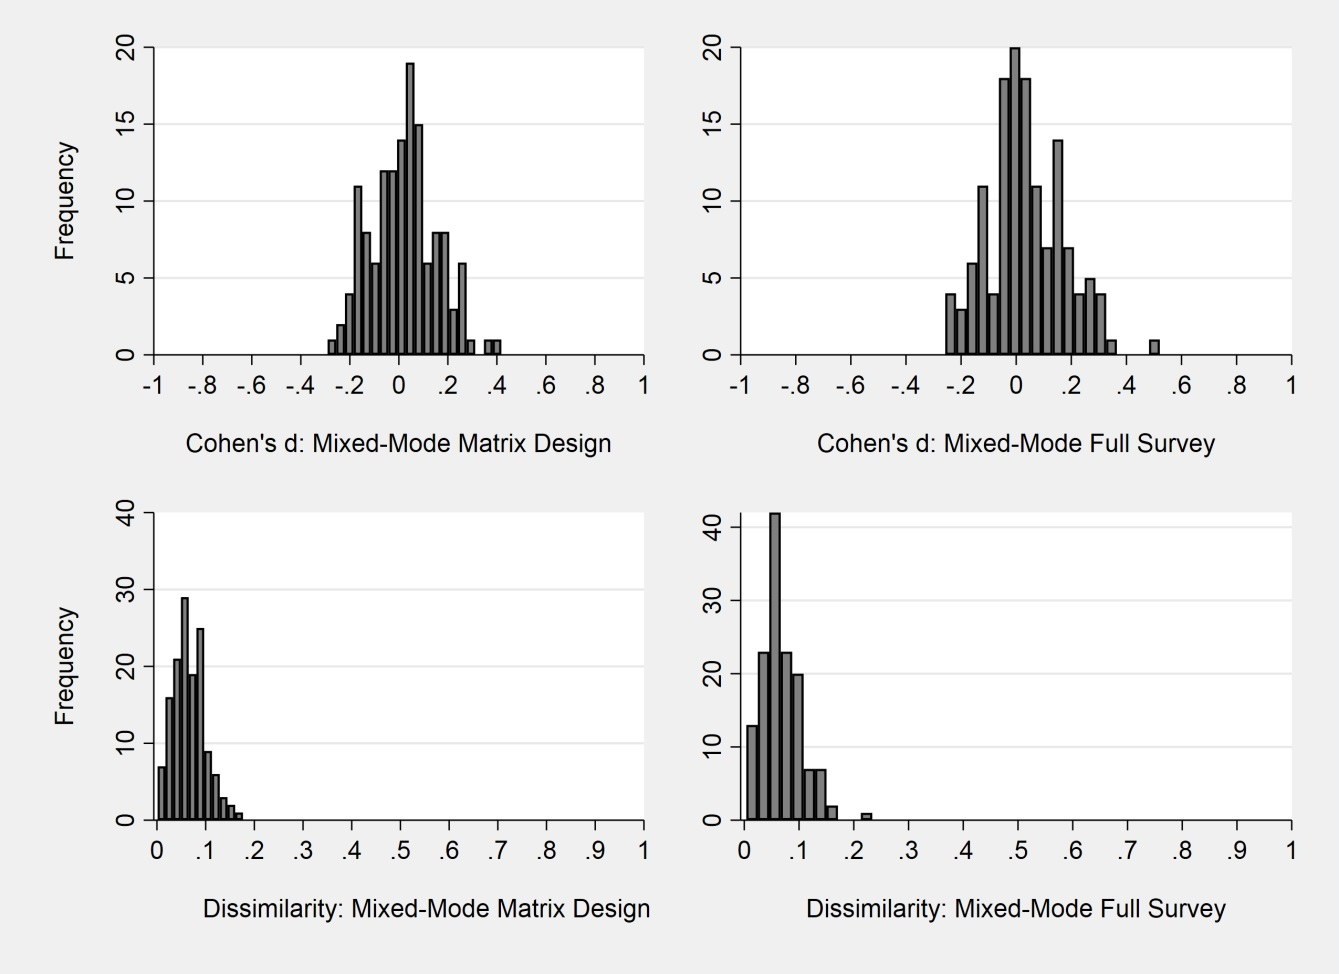 20
15
10
5
0
Frequency
-1 -.8 -.6 -.4 -.2 0 .2 .4 .6 .8 1
Cohen's d: Mixed-Mode Matrix Design
20
15
10
5
0
-1 -.8 -.6 -.4 -.2 0 .2 .4 .6 .8 1
Cohen's d: Mixed-Mode Full Survey
40
30
20
10
0
Frequency
0 .1 .2 .3 .4 .5 .6 .7 .8 .9 1
Dissimilarity: Mixed-Mode Matrix Design
40
30
20
10
0
0 .1 .2 .3 .4 .5 .6 .7 .8 .9 1
Dissimilarity: Mixed-Mode Full Survey